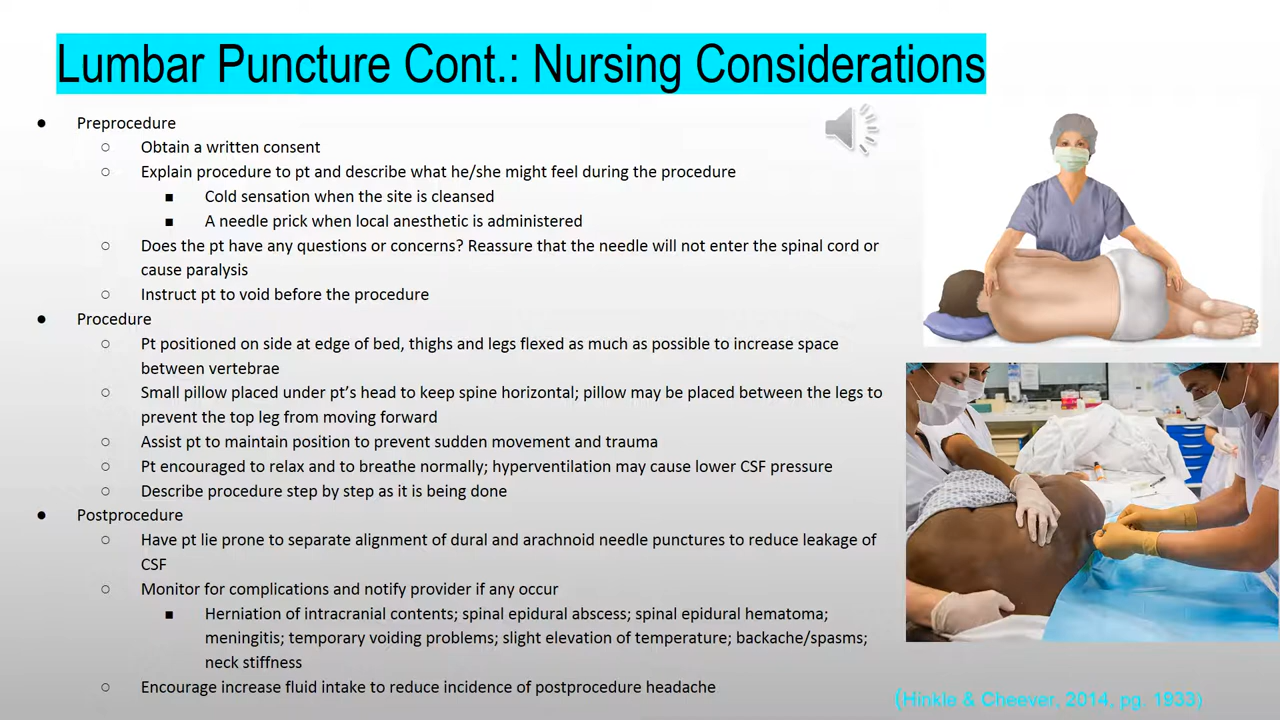 Lumbar Puncture Cont.: Nursing Considerations
● Preprocedure
○ Obtain a written consent
○ Explain procedure to pt and describe what he/she might feel during the procedure
■ Cold sensation when the site is cleansed
■ A needle prick when local anesthetic is administered
○ Does the pt have any questions or concerns? Reassure that the needle will not enter the spinal cord or
cause paralysis
○ Instruct pt to void before the procedure
● Procedure
○ Pt positioned on side at edge of bed, thighs and legs flexed as much as possible to increase space
between vertebrae
○ Small pillow placed under pt's head to keep spine horizontal; pillow may be placed between the legs to
prevent the top leg from moving forward
○ Assist pt to maintain position to prevent sudden movement and trauma
○ Pt encouraged to relax and to breathe normally; hyperventilation may cause lower CSF pressure
○ Describe procedure step by step as it is being done
● Postprocedure
○ Have pt lie prone to separate alignment of dural and arachnoid needle punctures to reduce leakage of
CSF
○ Monitor for complications and notify provider if any occur
■ Herniation of intracranial contents; spinal epidural abscess; spinal epidural hematoma;
meningitis; temporary voiding problems; slight elevation of temperature; backache/spasms;
neck stiffness
○ Encourage increase fluid intake to reduce incidence of postprocedure headache
(Hinkle & Cheever, 2014, pg. 1933)